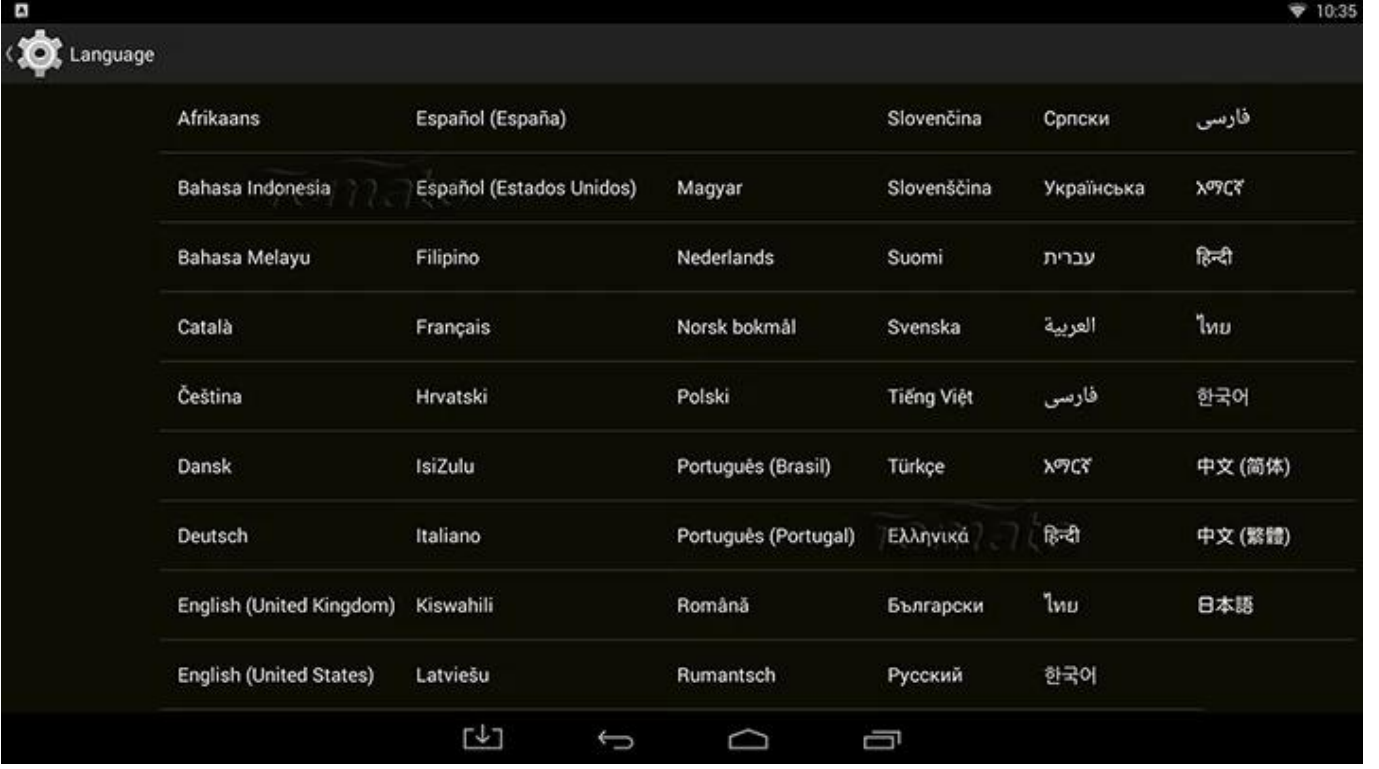 10:35
Language
Afrikaans Español (España) Slovenčina Српски فارسی
Bahasa Indonesia Español (Estados Unidos) Magyar Slovenščina Українська አማርኛ
Bahasa Melayu Filipino Nederlands Suomi עברית हिन्दी
Català Français Norsk bokmål Svenska العربية ไทย
Čeština Hrvatski Polski Tiếng Việt فارسی 한국어
Dansk IsiZulu Português (Brasil) Türkçe አማርኛ 中文 (简体)
Deutsch Italiano Português (Portugal) Ελληνικά हिन्दी 中文 (繁體)
English (United Kingdom) Kiswahili Română Български ไทย 日本語
English (United States) Latviešu Rumantsch Русский 한국어